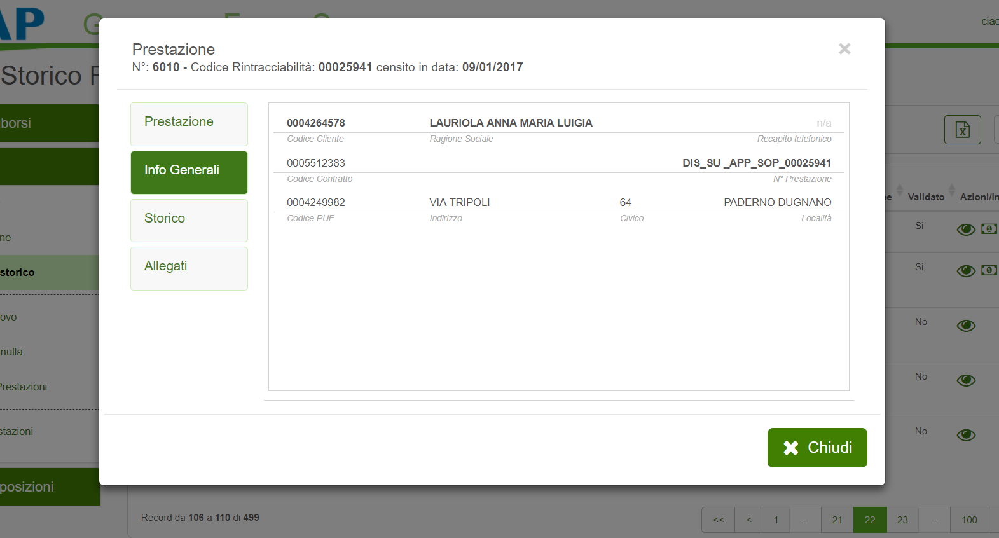 AP
ciao
Storico
Prestazione
N°: 6010 - Codice Rintracciabilità: 00025941 censito in data: 09/01/2017
borsi
Prestazione
Info Generali
Storico
Allegati
0004264578 LAURIOLA ANNA MARIA LUIGIA n/a
Codice Cliente Ragione Sociale Recapito telefonico
0005512383 DIS_SU _APP_SOP_00025941
Codice Contratto N° Prestazione
0004249982 VIA TRIPOLI 64 PADERNO DUGNANO
Codice PUF Indirizzo Civico Località
e Validato Azioni/In
Si
Si
No
No
No
ne
storico
ovo
nulla
Prestazioni
stazioni
posizioni
Chiudi
Record da 106 a 110 di 499
<< < 1 ... 21 22 23 ... 100